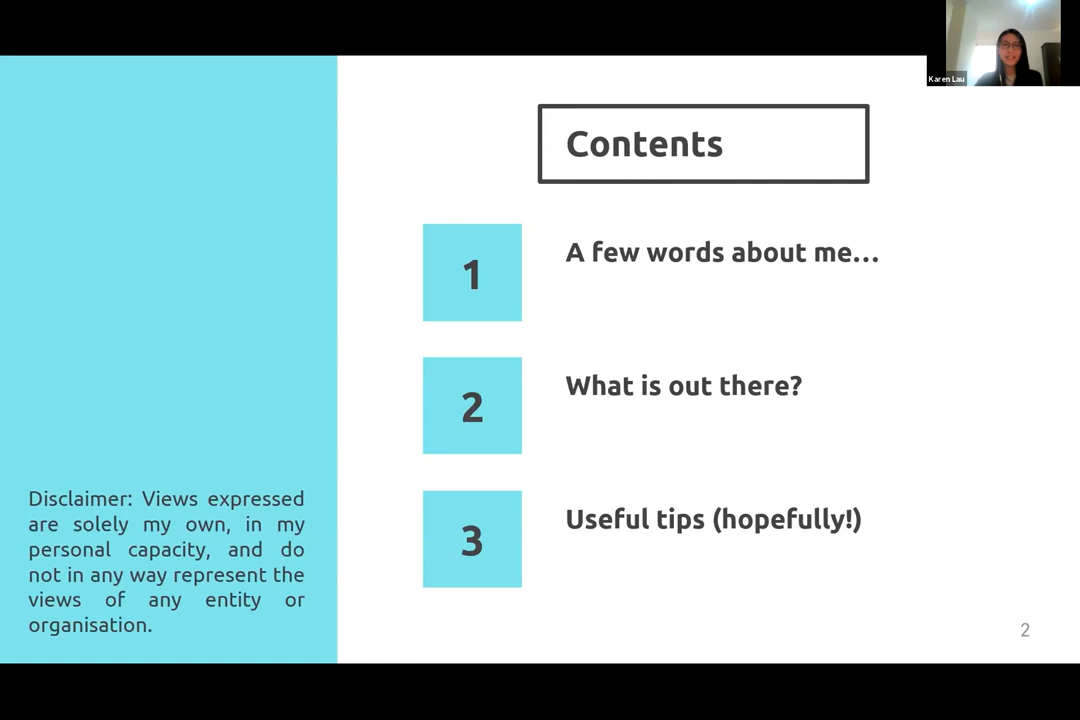 Karen Lau
Contents
1
A few words about me...
2
What is out there?
3
Useful tips (hopefully!)
Disclaimer: Views expressed
are solely my own, in my
personal capacity, and do
not in any way represent the
views of any entity or
organisation.
2